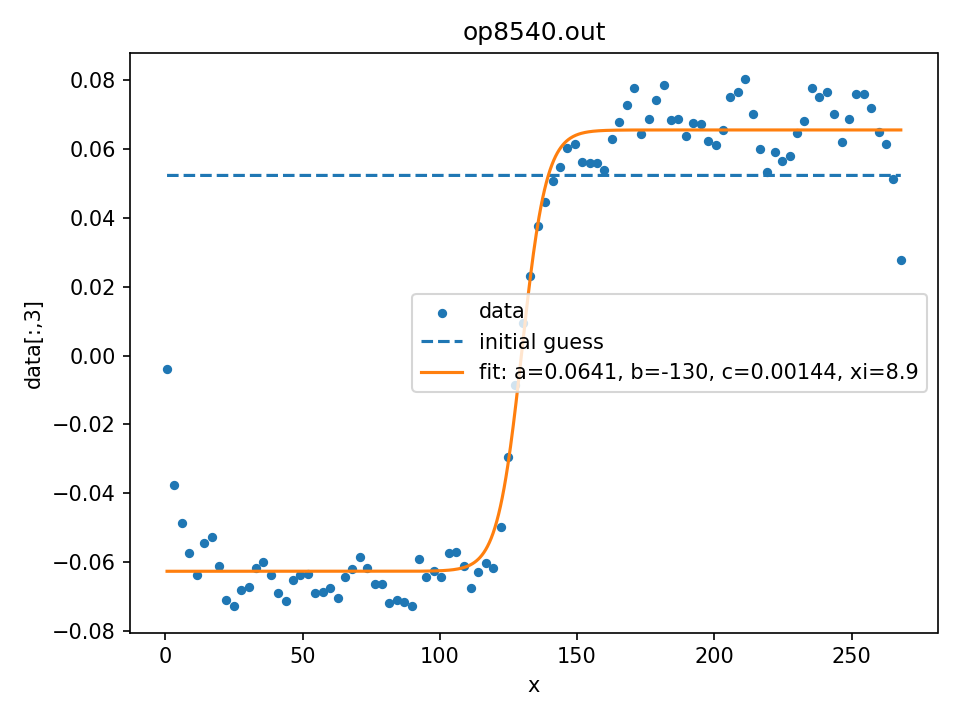 op8540.out
0.08
0.06
0.04
0.02
0.00
−0.02
−0.04
−0.06
−0.08
data[:,3]
data
initial guess
fit: a=0.0641, b=-130, c=0.00144, xi=8.9
0 50 100 150 200 250
x